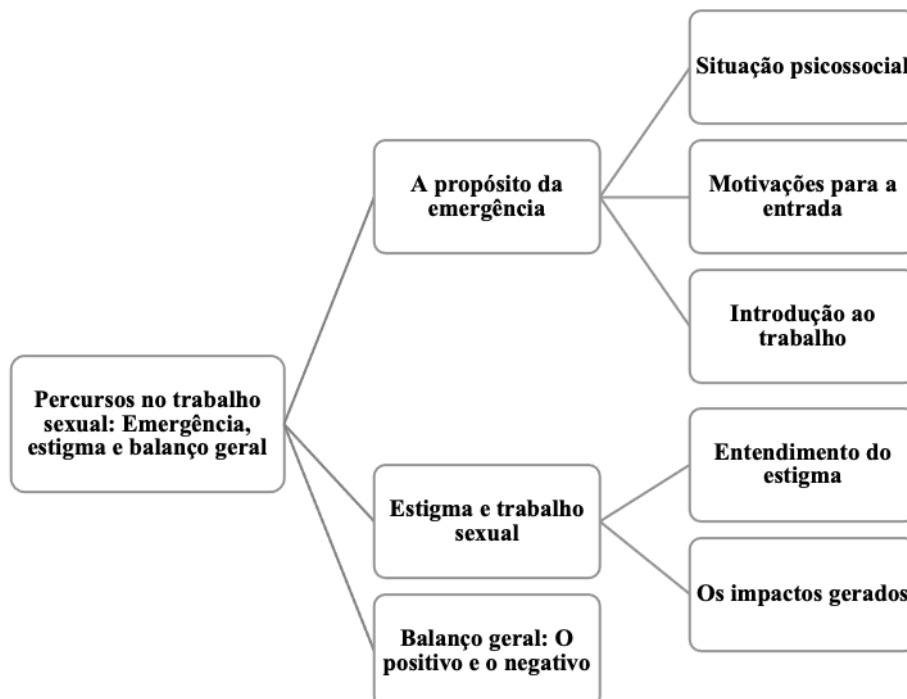 Percursos no trabalho
sexual: Emergência,
estigma e balanço geral
A propósito da
emergência
Situação psicossocial
Motivações para a
entrada
Introdução ao
trabalho
Estigma e trabalho
sexual
Entendimento do
estigma
Os impactos gerados
Balanço geral: O
positivo e o negativo